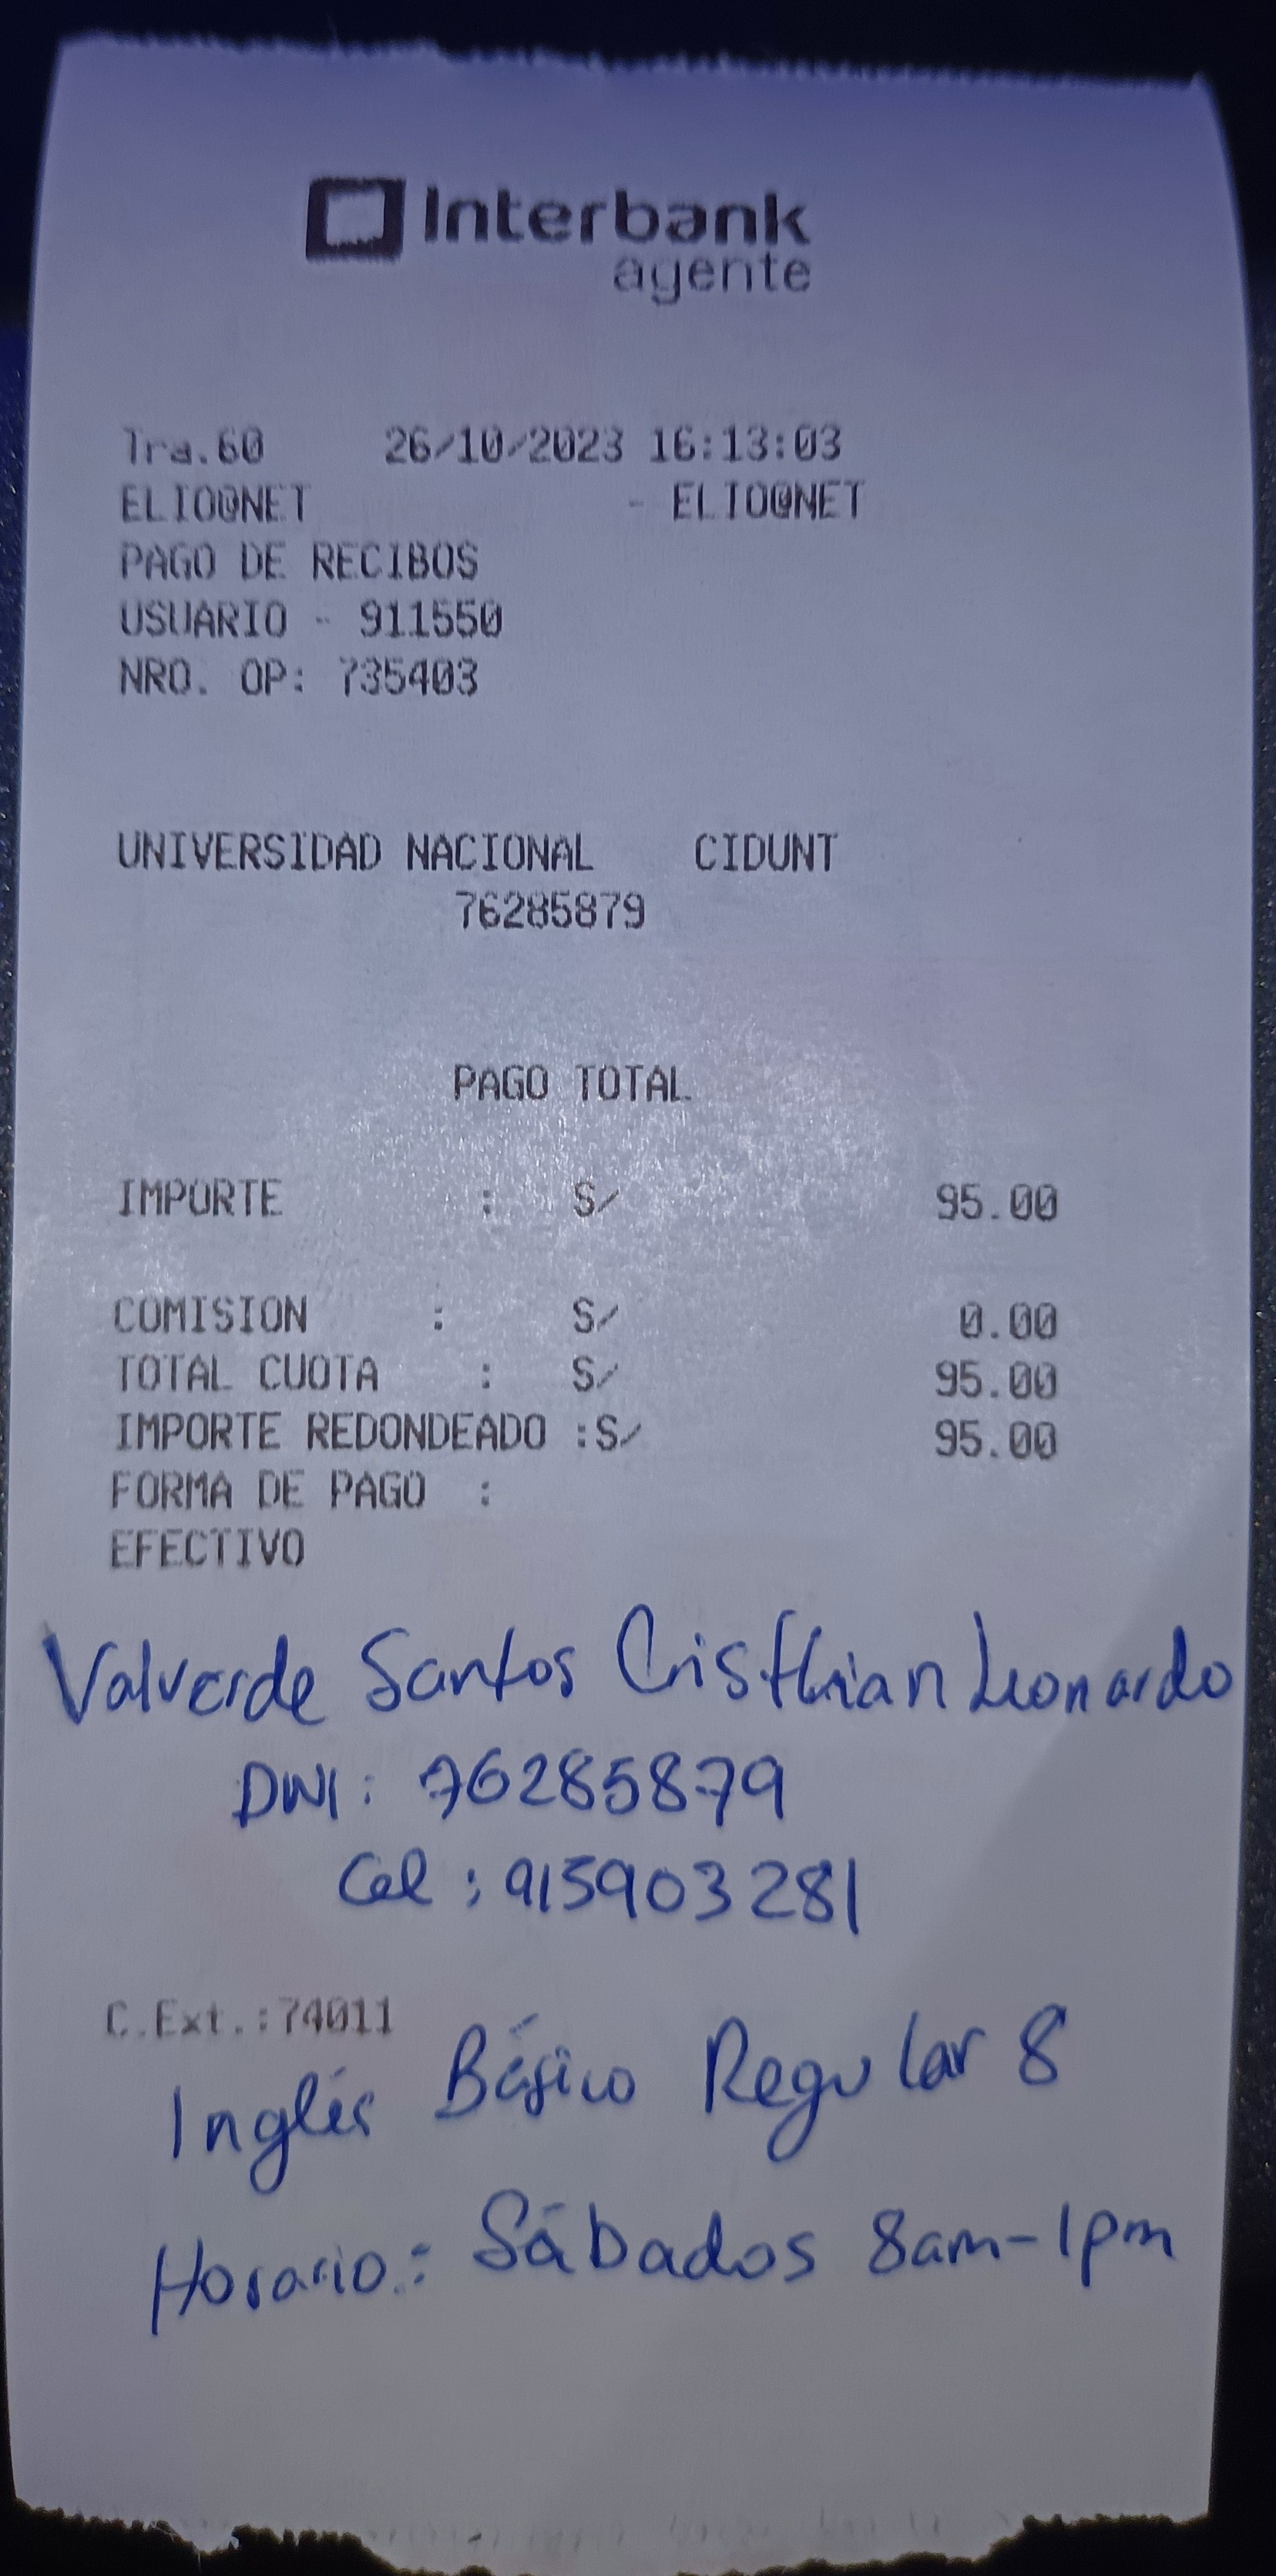 Interbank
agente
Tra.60 26/10/2023 16:13:03
ELIO@NET - ELIO@NET
PAGO DE RECIBOS
USUARIO - 911550
NRO. OP: 735403
UNIVERSIDAD NACIONAL CIDUNT
76285879
PAGO TOTAL
IMPORTE : S/ 95.00
COMISION : S/ 0.00
TOTAL CUOTA : S/ 95.00
IMPORTE REDONDEADO :S/ 95.00
FORMA DE PAGO :
EFECTIVO
Valverde Santos Cristhian Leonardo
DNI: 76285879
Cel : 915903281
C.Ext.:74011
Inglés Básico Regular 8
Horario: Sábados 8am-1pm